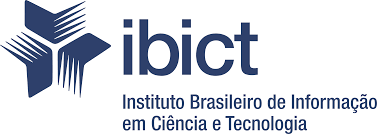 ibict
Instituto Brasileiro de Informação
em Ciência e Tecnologia